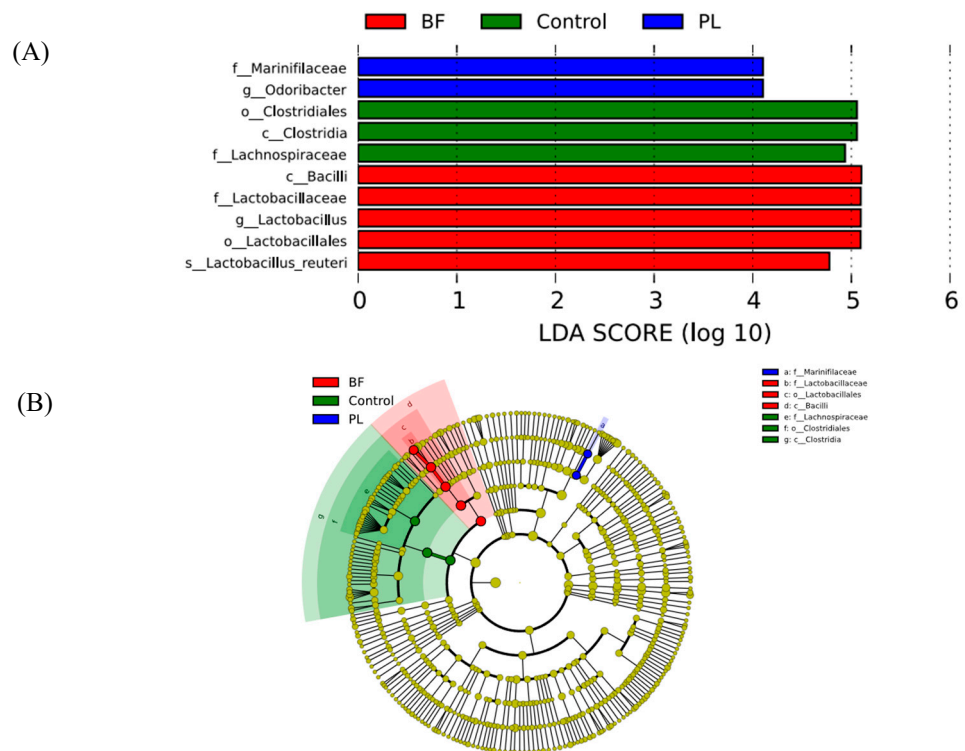 (A)
BF Control PL
f__Marinifilaceae
g__Odoribacter
o__Clostridiales
c__Clostridia
f__Lachnospiraceae
c__Bacilli
f__Lactobacillaceae
g__Lactobacillus
o__Lactobacillales
s__Lactobacillus_reuteri
0 1 2 3 4 5 6
LDA SCORE (log 10)
(B)
BF
Control
PL
a: f__Marinifilaceae
b: f__Lactobacillaceae
c: o__Lactobacillales
d: c__Bacilli
e: f__Lachnospiraceae
f: o__Clostridiales
g: c__Clostridia
d
c
b
a
e
f
g